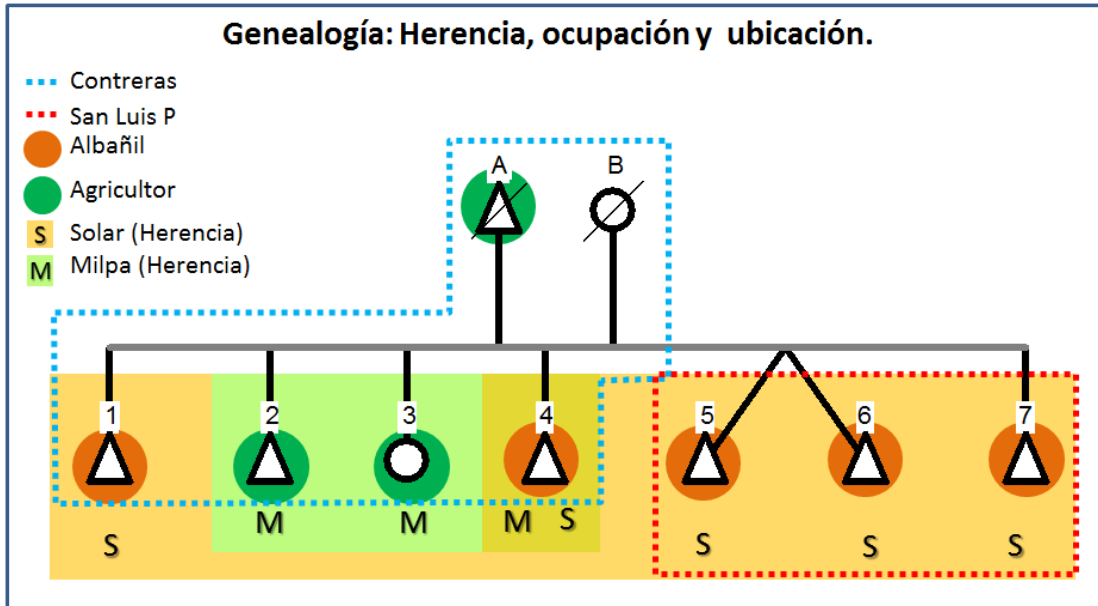 Genealogía: Herencia, ocupación y ubicación.
Contreras
San Luis P
Albañil
Agricultor
S Solar (Herencia)
M Milpa (Herencia)
A B
1 2 3 4 5 6 7
S M M M S S S S